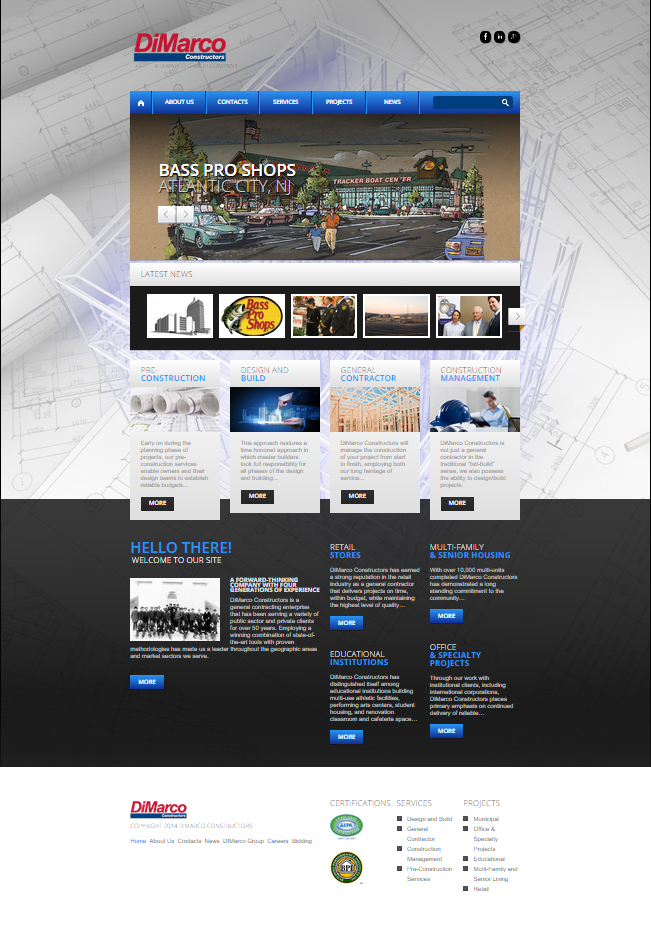 DiMarco
Constructors
A DIMARCO GROUP COMPANY
ABOUT US CONTACTS SERVICES PROJECTS NEWS
BASS PRO SHOPS
ATLANTIC CITY, NJ
TRACKER BOAT CENTER
LATEST NEWS
Bass
Pro
Shops
PRE-
CONSTRUCTION
Early on during the
planning phase of
projects, our pre-
construction services
enable owners and their
design teams to establish
reliable budgets...
MORE
DESIGN AND
BUILD
This approach restores a
time honored approach in
which master builders
took full responsibility for
all phases of the design
and building...
MORE
GENERAL
CONTRACTOR
DiMarco Constructors will
manage the construction
of your project from start
to finish, employing both
our long heritage of
service...
MORE
CONSTRUCTION
MANAGEMENT
DiMarco Constructors is
not just a general
contractor in the
traditional "bid-build"
sense, we also possess
the ability to design/build
projects.
MORE
HELLO THERE!
WELCOME TO OUR SITE
A FORWARD-THINKING
COMPANY WITH FOUR
GENERATIONS OF EXPERIENCE
DiMarco Constructors is a
general contracting enterprise
that has been serving a variety of
public sector and private clients
for over 50 years. Employing a
winning combination of state-of-
the-art tools with proven
methodologies has made us a leader throughout the geographic areas
and market sectors we serve.
MORE
RETAIL
STORES
DiMarco Constructors has earned
a strong reputation in the retail
industry as a general contractor
that delivers projects on time,
within budget, while maintaining
the highest level of quality...
MORE
MULTI-FAMILY
& SENIOR HOUSING
With over 10,000 multi-units
completed DiMarco Constructors
has demonstrated a long
standing commitment to the
community...
MORE
EDUCATIONAL
INSTITUTIONS
DiMarco Constructors has
distinguished itself among
educational institutions building
multi-use athletic facilities,
performing arts centers, student
housing, and renovation
classroom and cafeteria space...
MORE
OFFICE
& SPECIALTY
PROJECTS
Through our work with
institutional clients, including
international corporations,
DiMarco Constructors places
primary emphasis on continued
delivery of reliable...
MORE
DiMarco
Constructors
COPYRIGHT 2014 DIMARCO CONSTRUCTORS
Home About Us Contacts News DiMarco Group Careers Bidding
CERTIFICATIONS
BPI
SERVICES
Design and Build
General
Contractor
Construction
Management
Pre-Construction
Services
PROJECTS
Municipal
Office &
Specialty
Projects
Educational
Multi-Family and
Senior Living
Retail